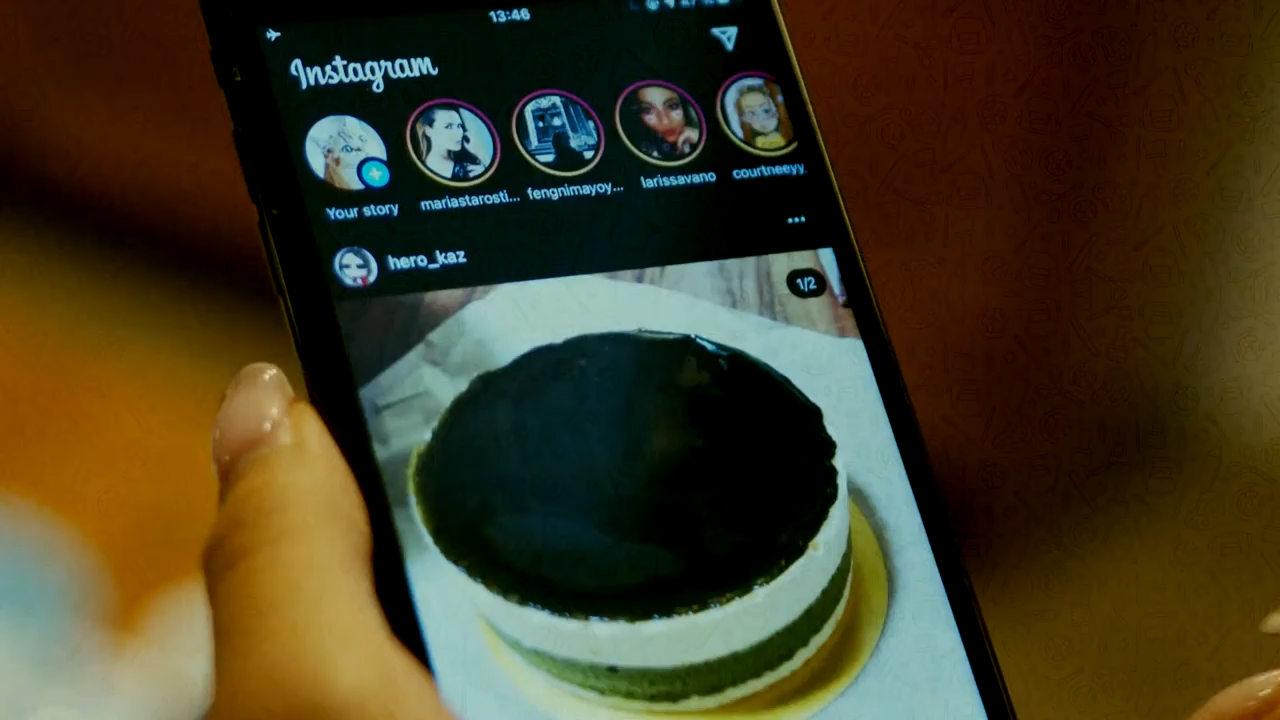 13:46
Instagram
Your story
mariastarosti...
fengnimayoy...
larissavano
courtneeyy
hero_kaz
1/2